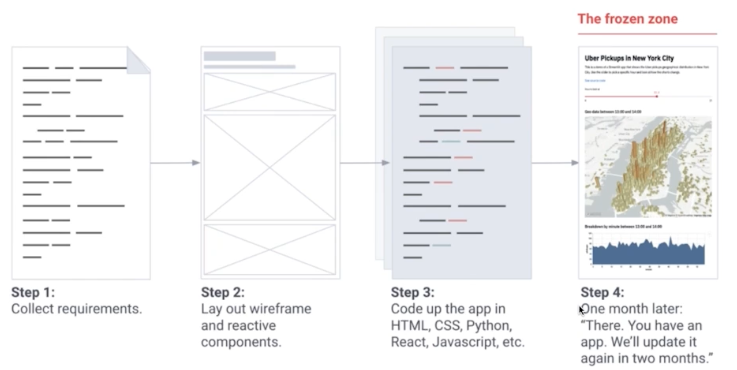 The frozen zone
Uber Pickups in New York City
Step 1:
Collect requirements.
Step 2:
Lay out wireframe
and reactive
components.
Step 3:
Code up the app in
HTML, CSS, Python,
React, Javascript, etc.
Step 4:
One month later:
“There. You have an
app. We’ll update it
again in two months.”